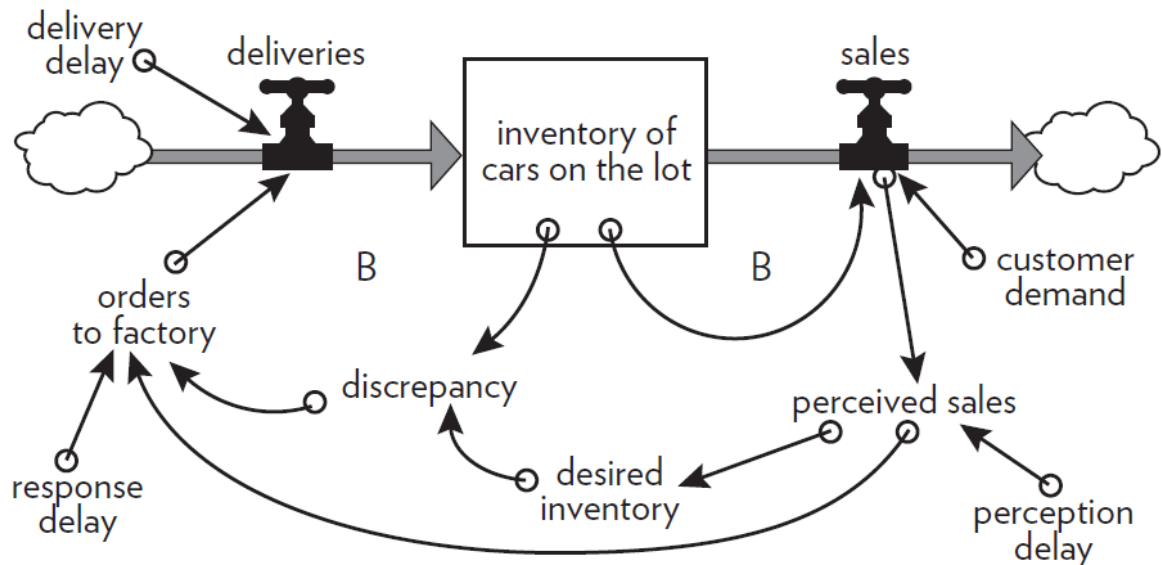 delivery
delay
deliveries
sales
inventory of
cars on the lot
B
B
customer
demand
orders
to factory
discrepancy
perceived sales
response
delay
desired
inventory
perception
delay